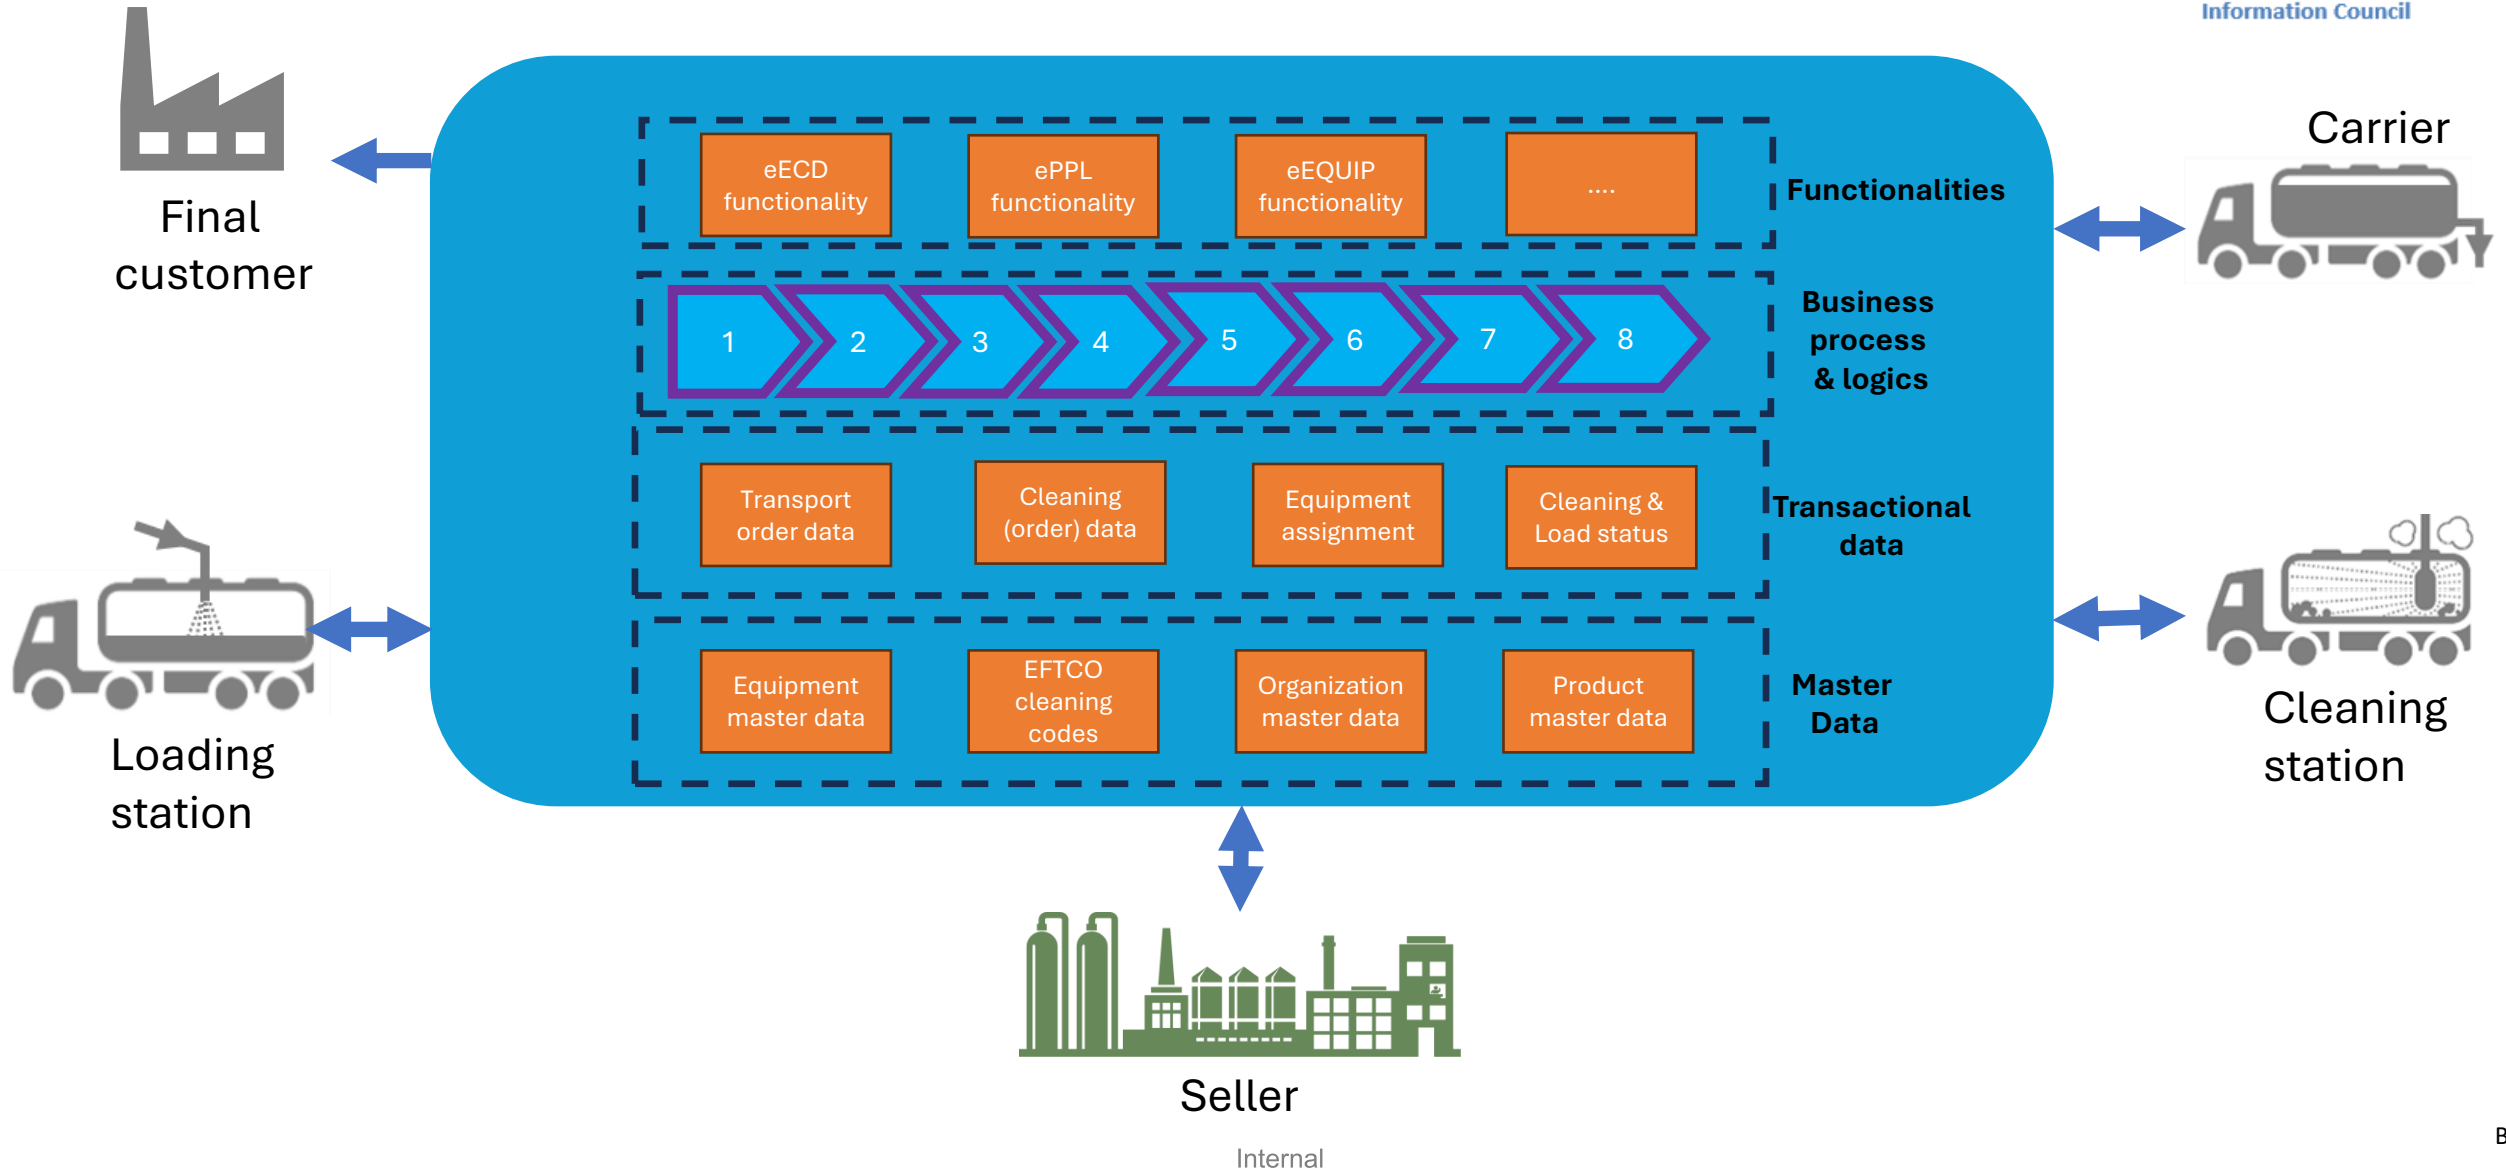 Information Council
Final
customer
Carrier
eECD
functionality
ePPL
functionality
eEQUIP
functionality
....
Functionalities
1
2
3
4
5
6
7
8
Business
process
& logics
Transport
order data
Cleaning
(order) data
Equipment
assignment
Cleaning &
Load status
Transactional
data
Equipment
master data
EFTCO
cleaning
codes
Organization
master data
Product
master data
Master
Data
Loading
station
Cleaning
station
Seller
Internal
B